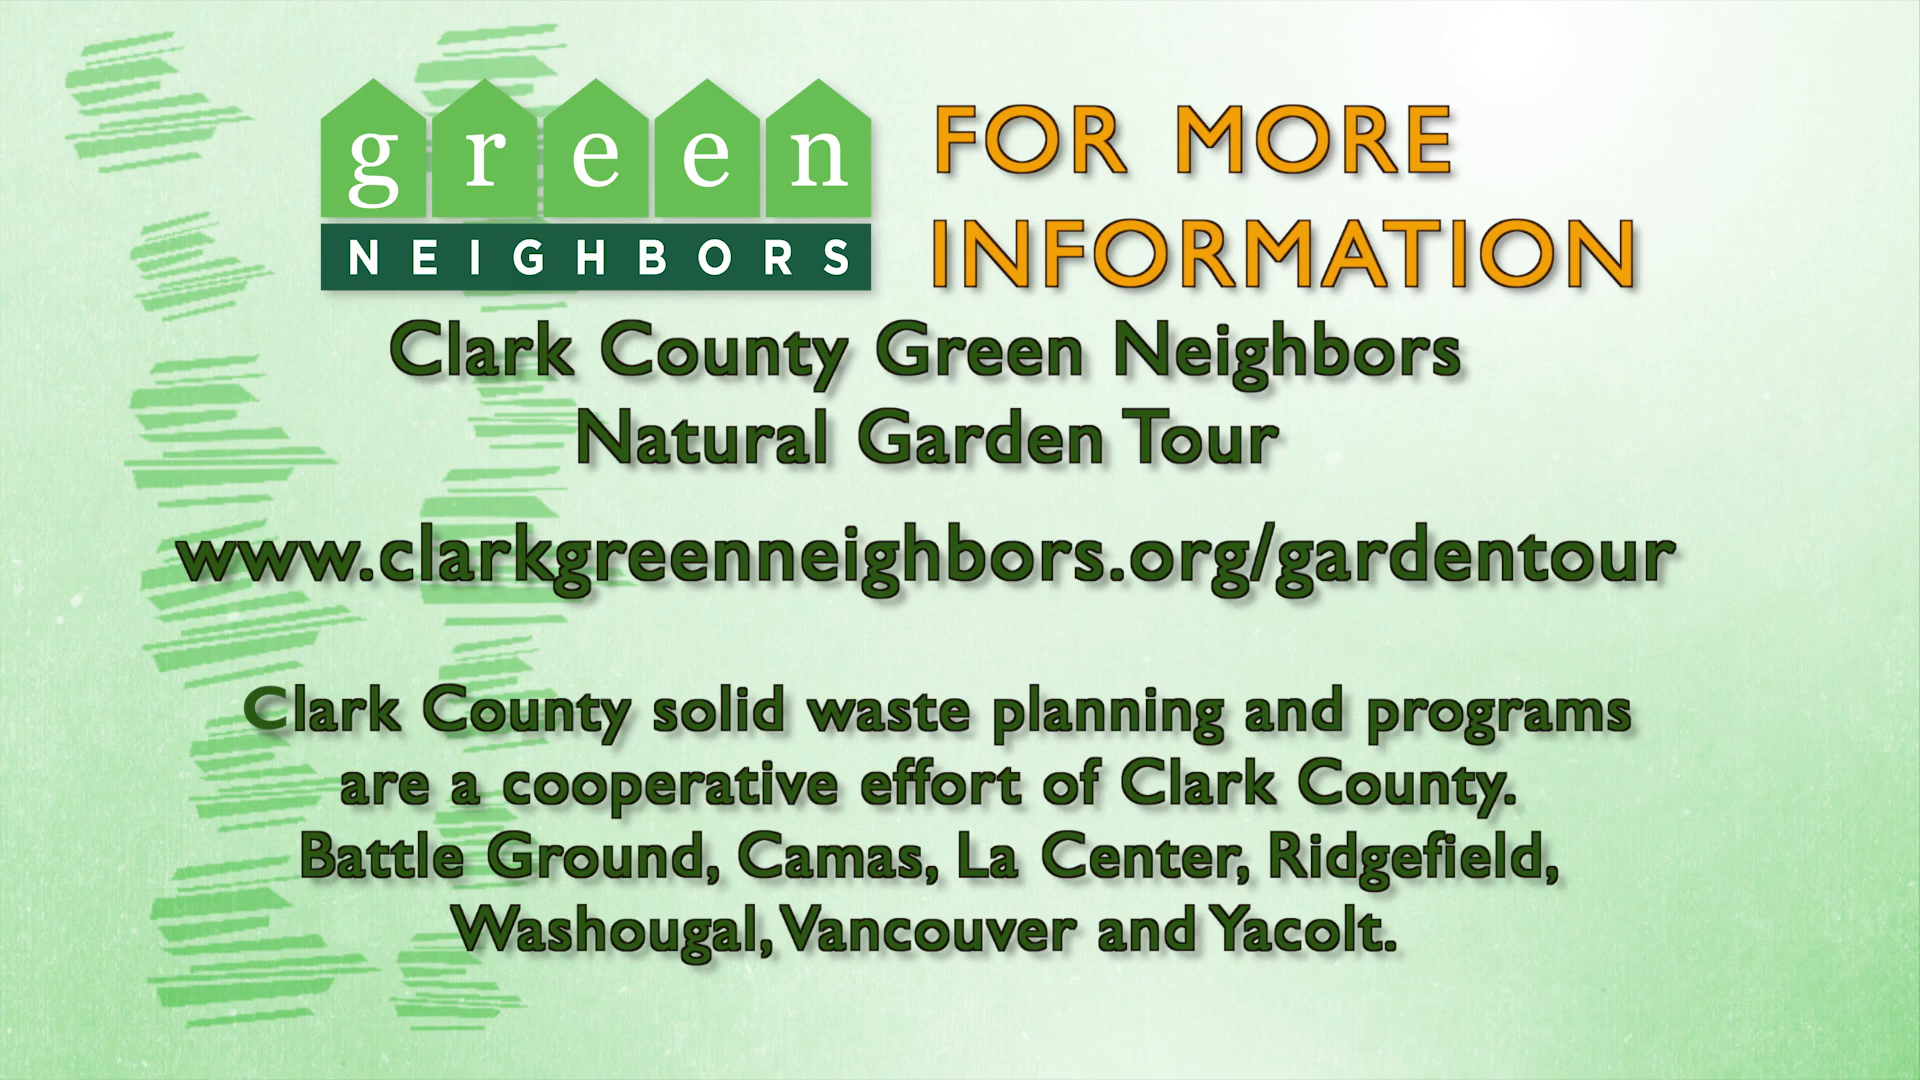 green
NEIGHBORS
FOR MORE
INFORMATION
Clark County Green Neighbors
Natural Garden Tour
www.clarkgreenneighbors.org/gardentour
Clark County solid waste planning and programs
are a cooperative effort of Clark County.
Battle Ground, Camas, La Center, Ridgefield,
Washougal, Vancouver and Yacolt.